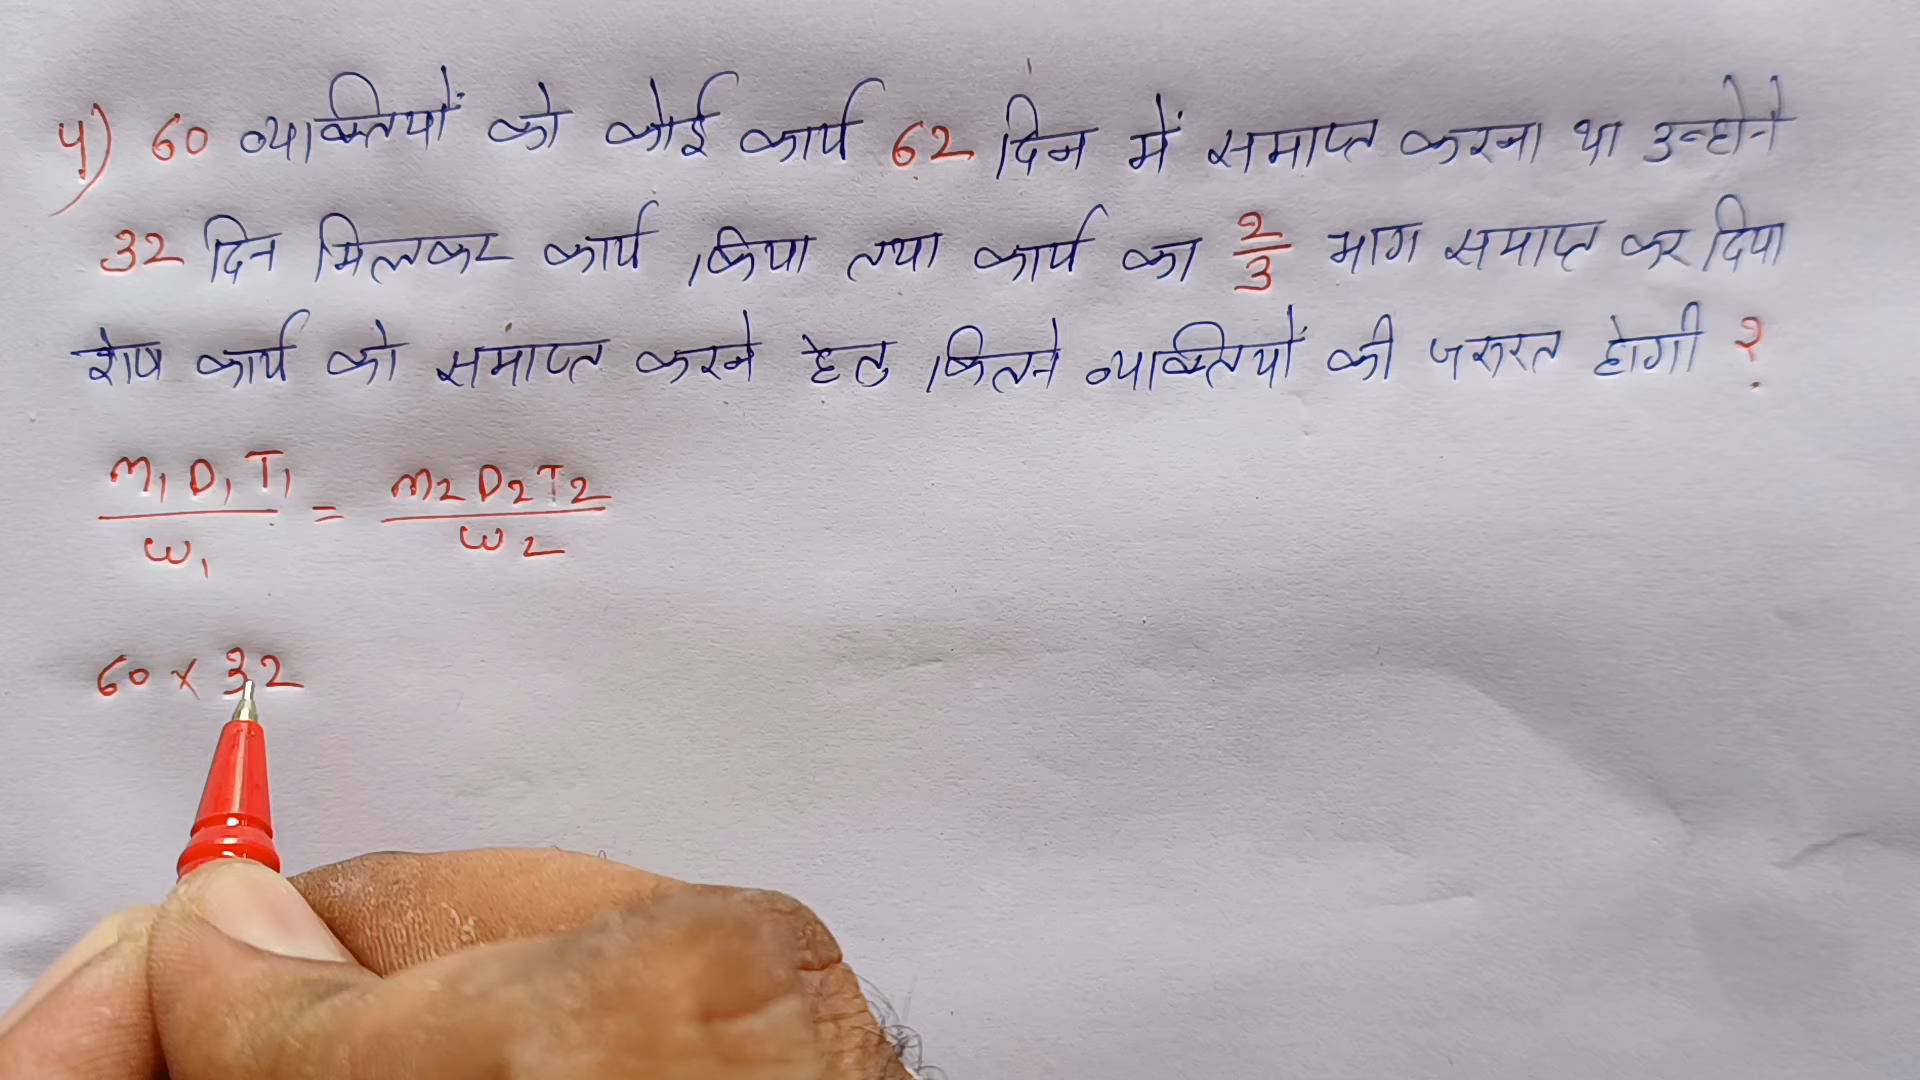 4) 60 व्यक्तियों को कोई कार्य 62 दिन में समाप्त करना था उन्होने
32 दिन मिलकर कार्य किया तथा कार्य का 2/3 भाग समाप्त कर दिया
शेष कार्य को समाप्त करने हेतु कितने व्यक्तियों की जरुरत होगी ?
M₁ D₁ T₁ / W₁ = M₂ D₂ T₂ / W₂
60 × 32